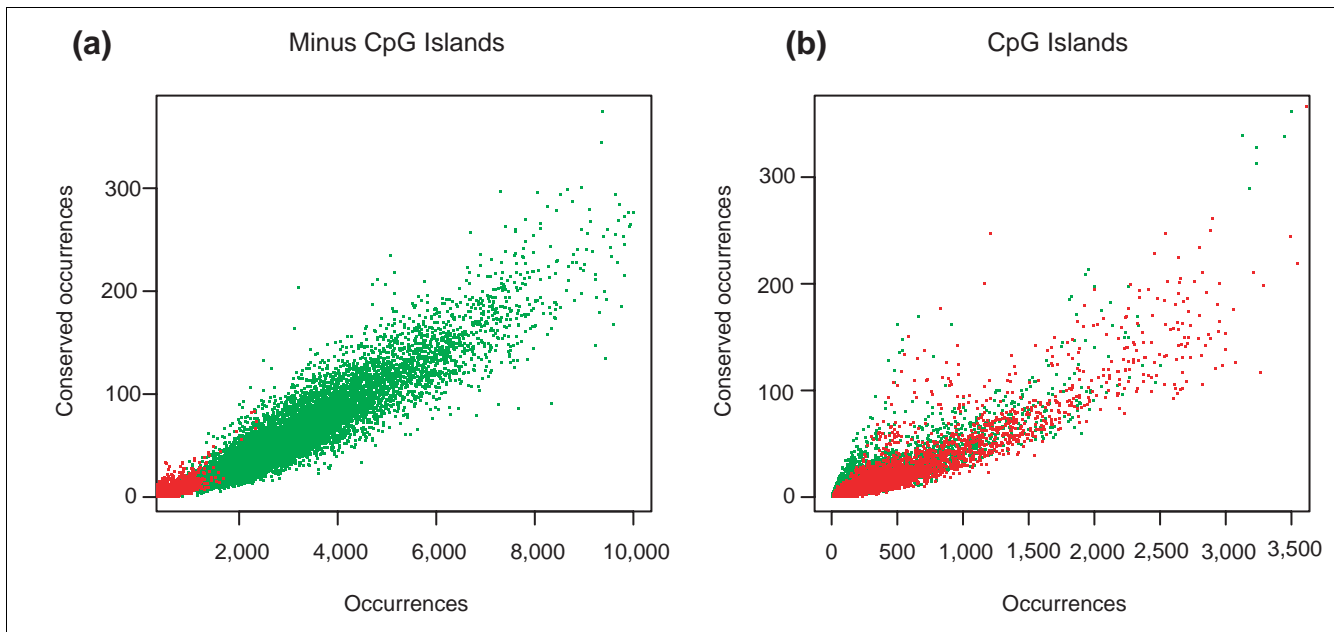 (a)
Minus CpG Islands
Conserved occurrences
300
200
100
0
2,000 4,000 6,000 8,000 10,000
Occurrences
(b)
CpG Islands
Conserved occurrences
300
200
100
0
0 500 1,000 1,500 2,000 2,500 3,000 3,500
Occurrences